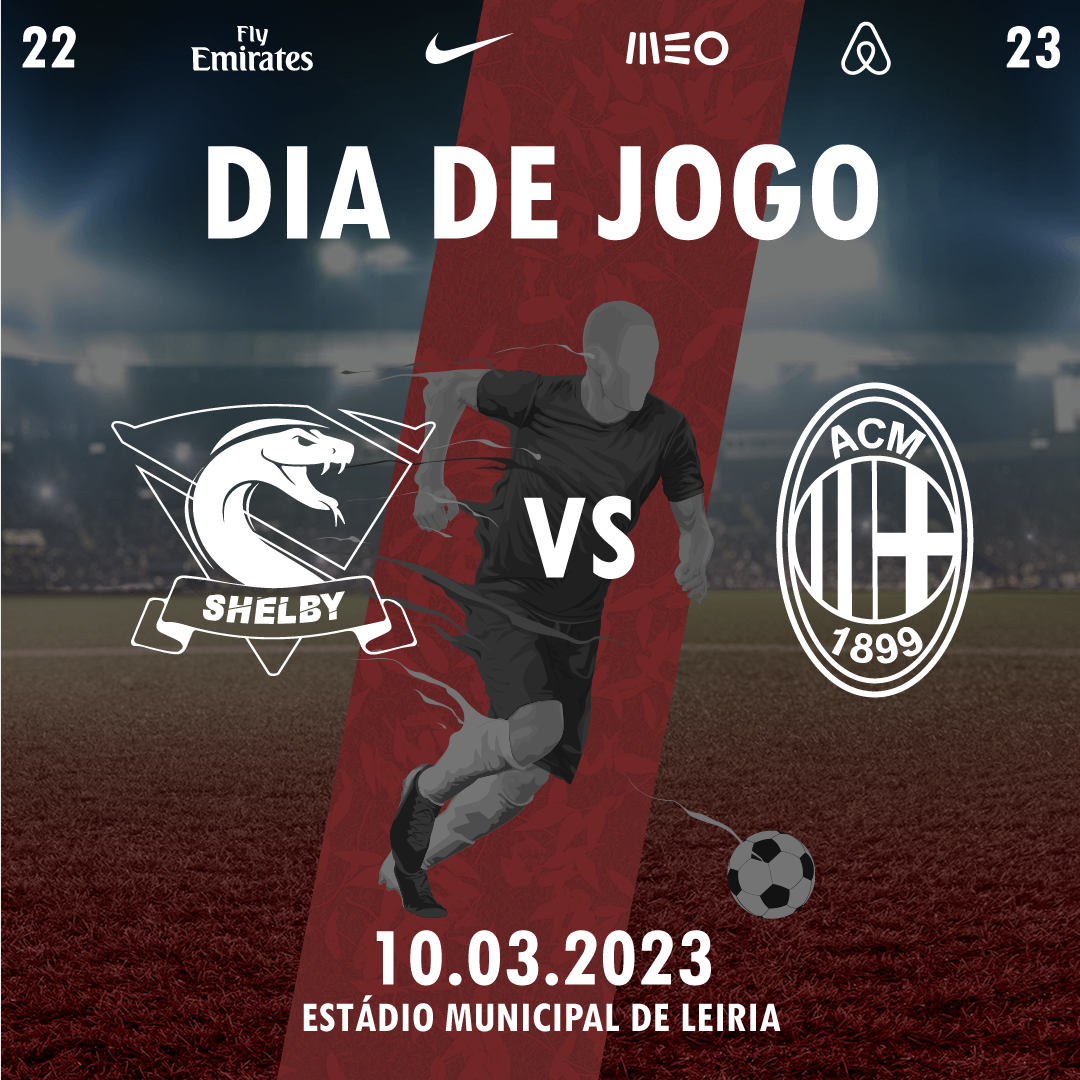 22
Fly
Emirates
MEO
23
DIA DE JOGO
VS
SHELBY
ACM
1899
10.03.2023
ESTÁDIO MUNICIPAL DE LEIRIA